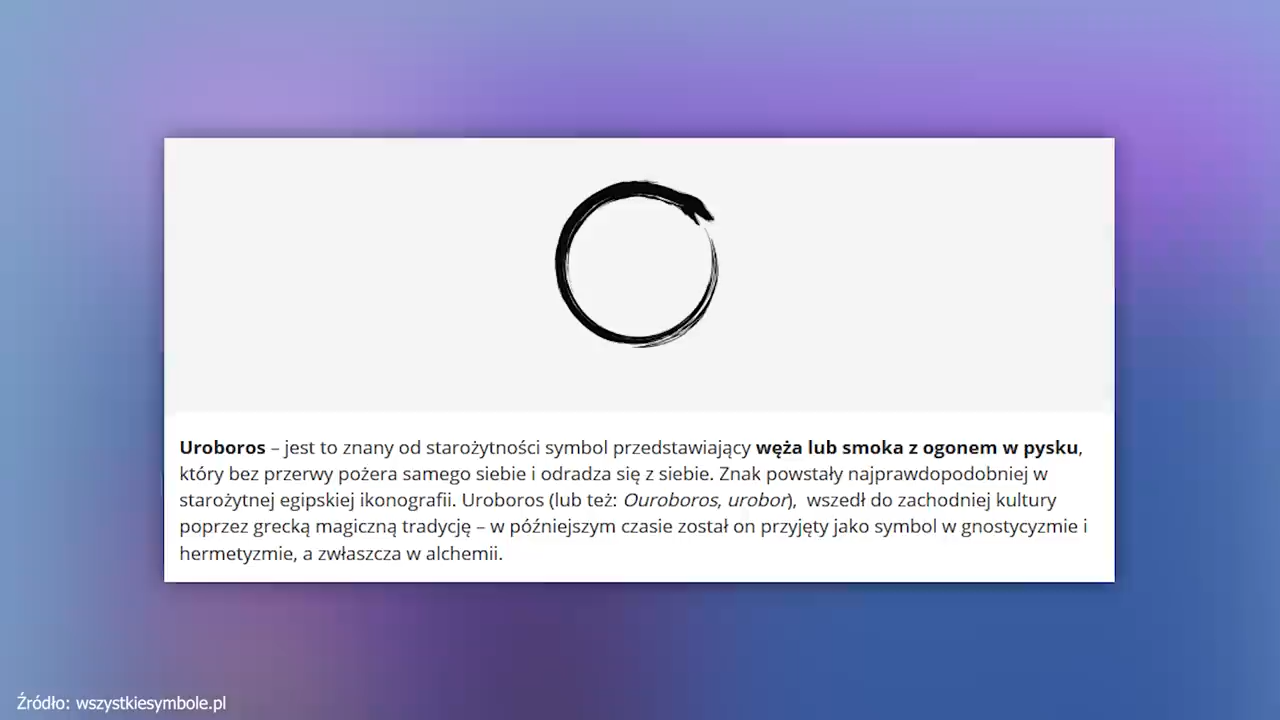 Uroboros – jest to znany od starożytności symbol przedstawiający węża lub smoka z ogonem w pysku,
który bez przerwy pożera samego siebie i odradza się z siebie. Znak powstały najprawdopodobniej w
starożytnej egipskiej ikonografii. Uroboros (lub też: Ouroboros, urobor),  wszedł do zachodniej kultury
poprzez grecką magiczną tradycję – w późniejszym czasie został on przyjęty jako symbol w gnostycyzmie i
hermetyzmie, a zwłaszcza w alchemii.
Źródło: wszystkiesymbole.pl